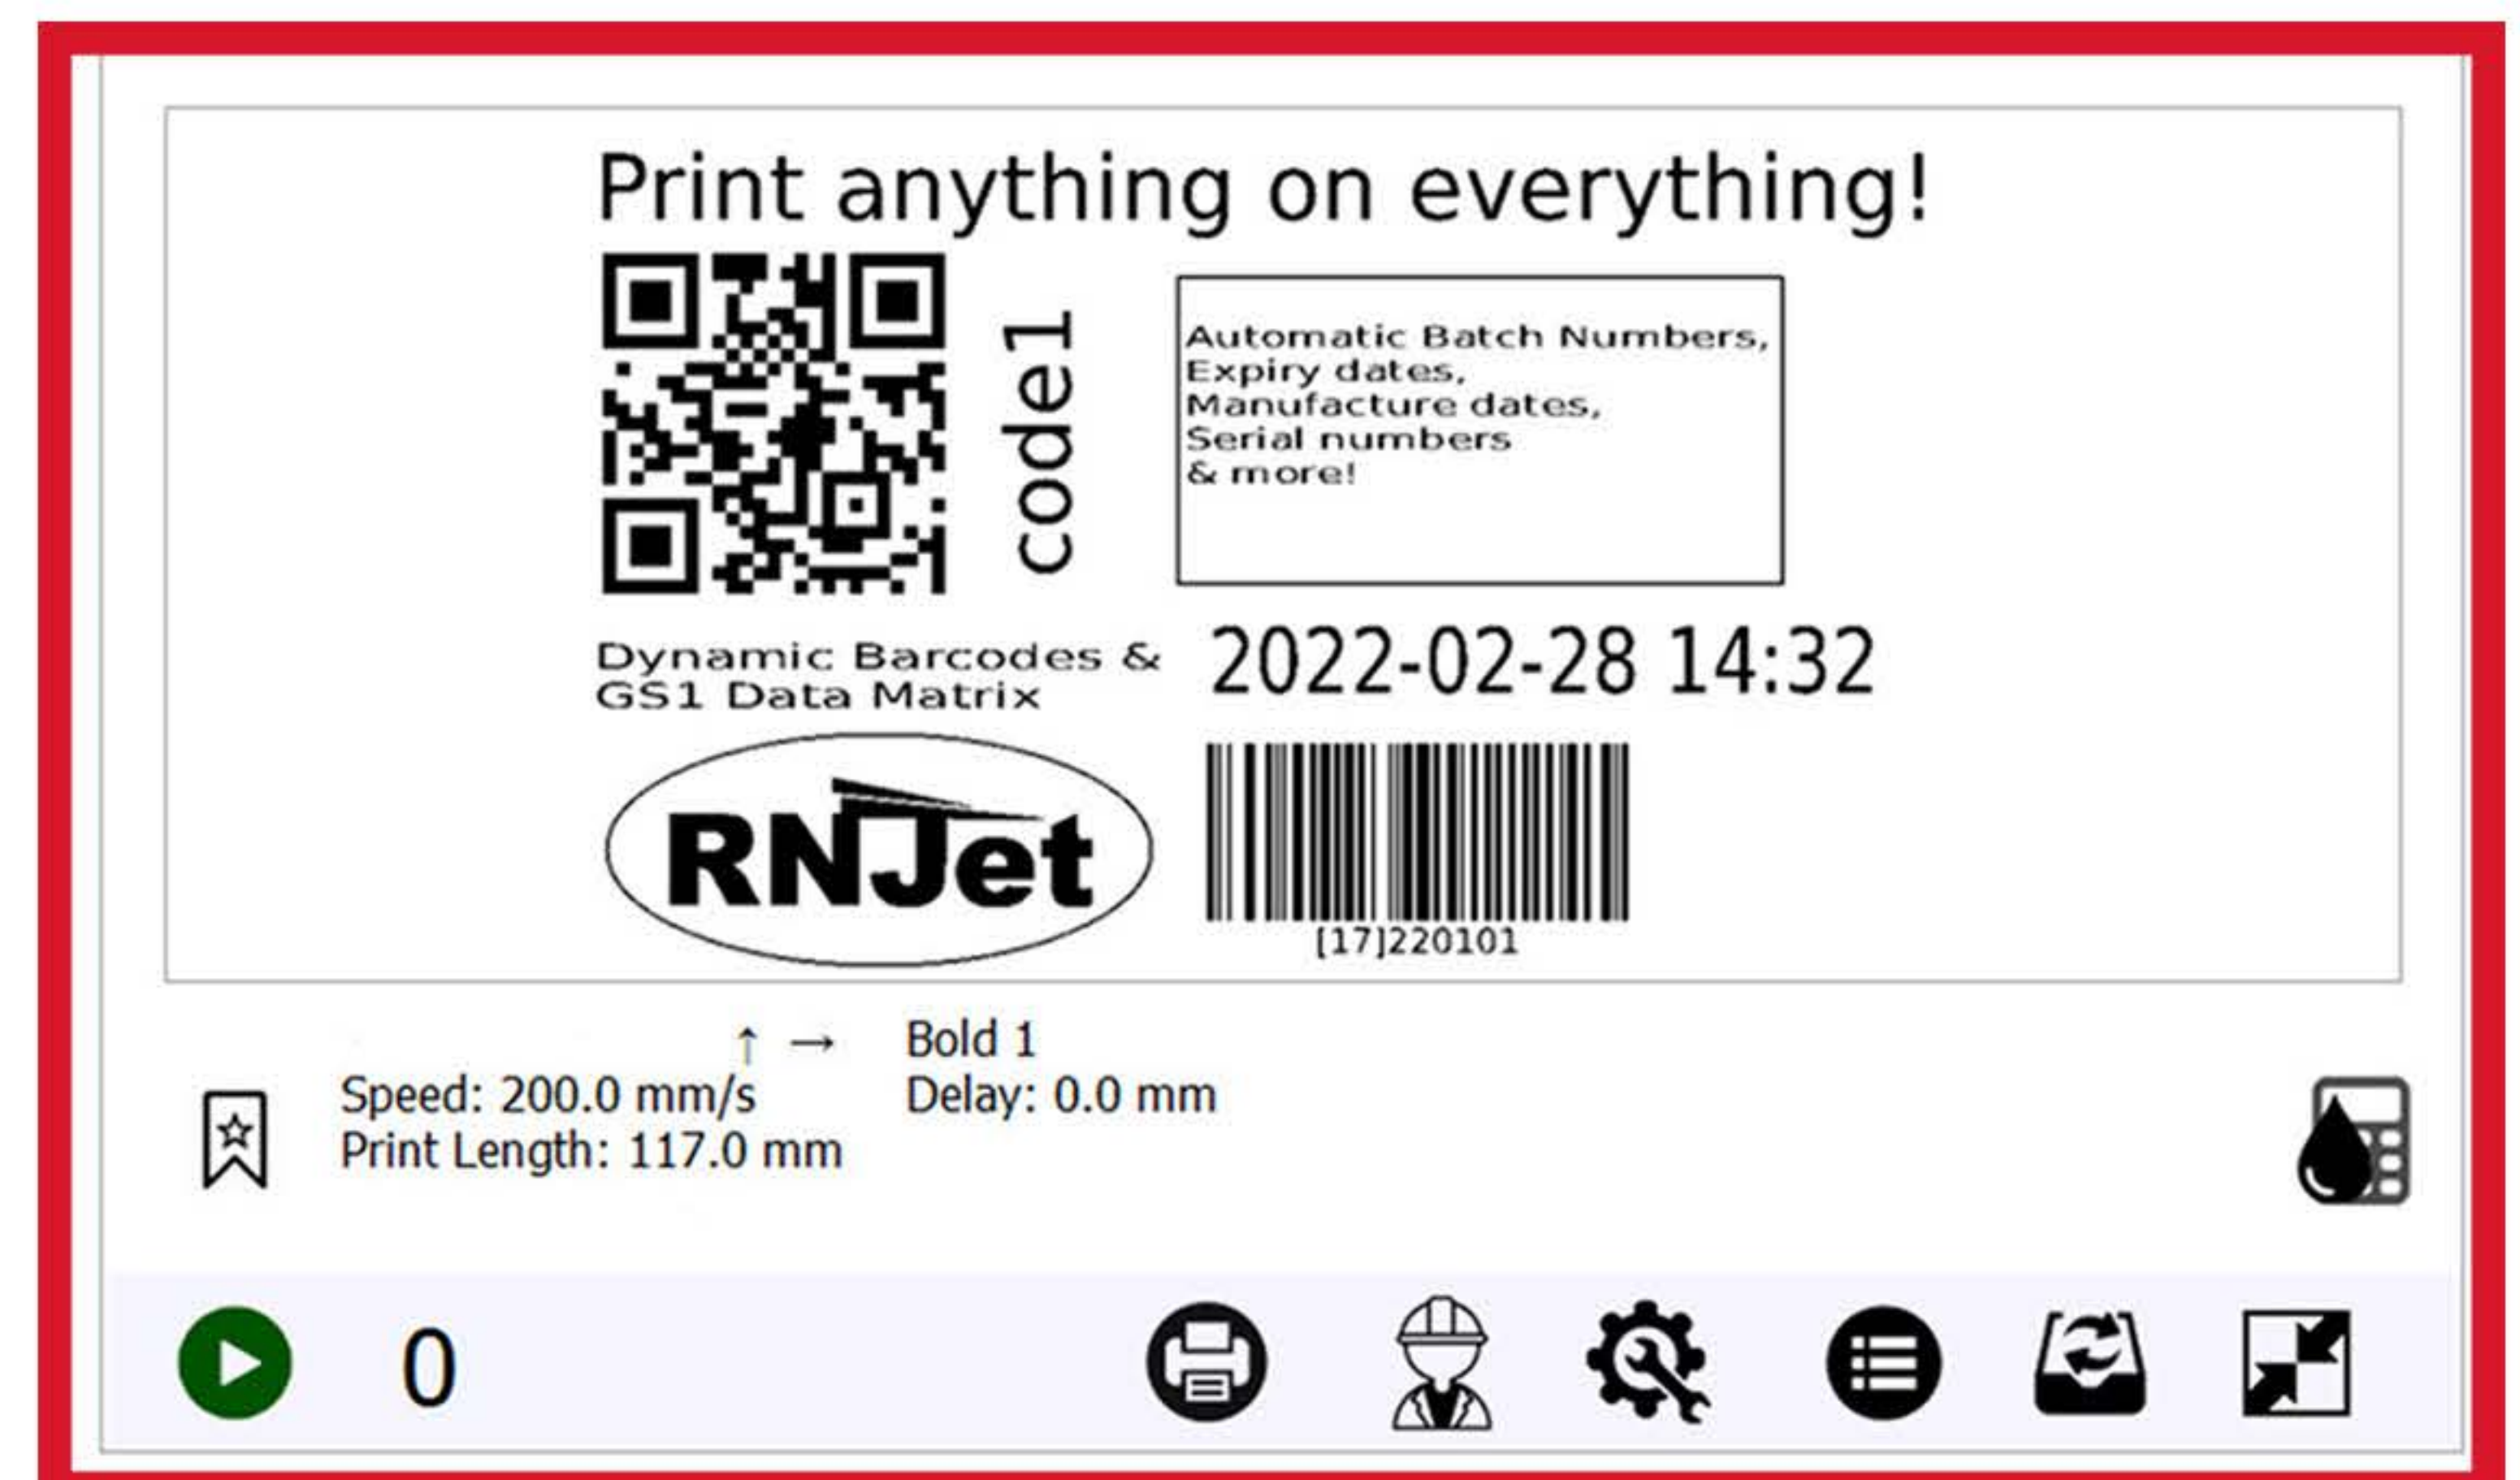 Print anything on everything!
code1
Automatic Batch Numbers,
Expiry dates,
Manufacture dates,
Serial numbers
& more!
Dynamic Barcodes &
GS1 Data Matrix
2022-02-28 14:32
RNJet
[17]220101
↑ → Bold 1
Speed: 200.0 mm/s Delay: 0.0 mm
Print Length: 117.0 mm
0